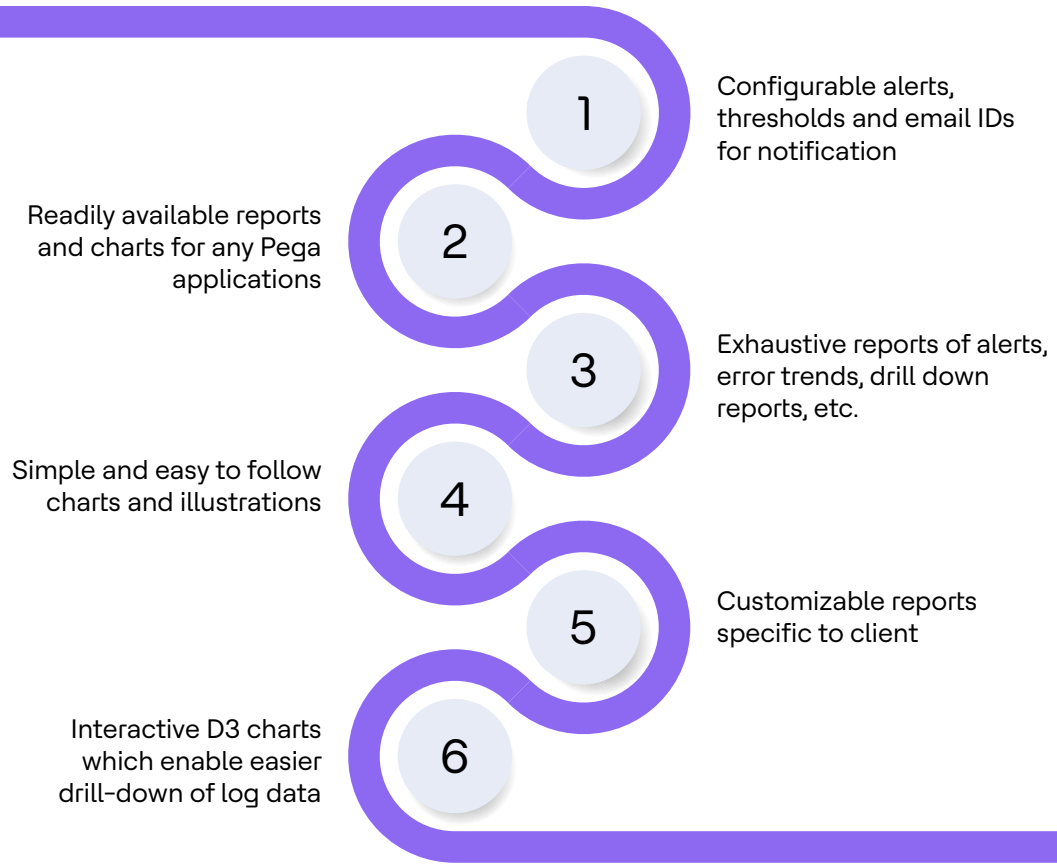 1
Configurable alerts,
thresholds and email IDs
for notification
Readily available reports
and charts for any Pega
applications
2
3
Exhaustive reports of alerts,
error trends, drill down
reports, etc.
Simple and easy to follow
charts and illustrations
4
5
Customizable reports
specific to client
Interactive D3 charts
which enable easier
drill-down of log data
6